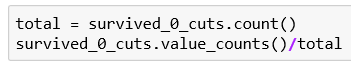 total = survived_0_cuts.count()
survived_0_cuts.value_counts()/total